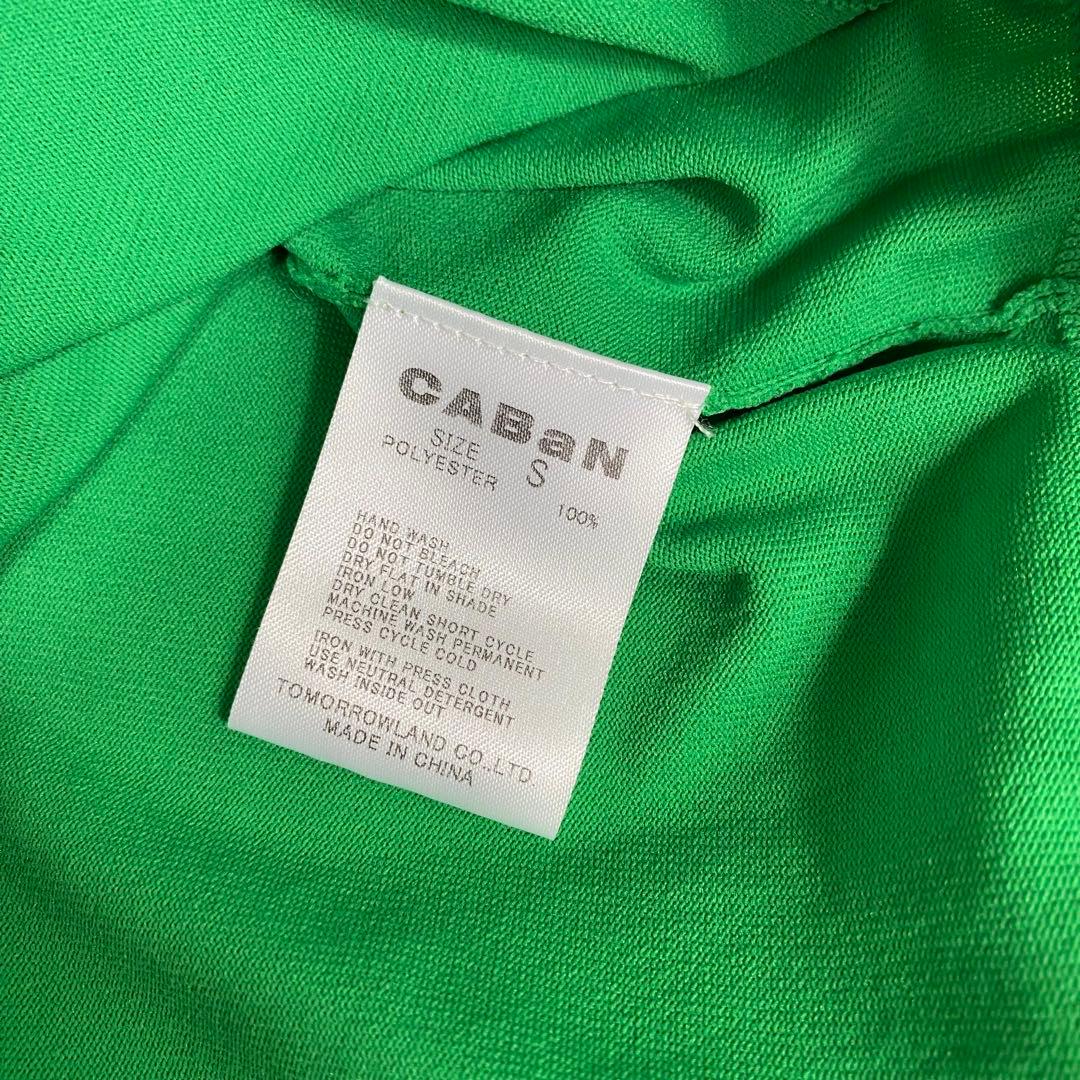 CABaN
SIZE S
POLYESTER 100%
HAND WASH
DO NOT BLEACH
DO NOT TUMBLE DRY
DRY FLAT IN SHADE
IRON LOW
DRY CLEAN SHORT CYCLE
MACHINE WASH PERMANENT
PRESS CYCLE COLD
IRON WITH PRESS CLOTH
USE NEUTRAL DETERGENT
WASH INSIDE OUT
TOMORROWLAND CO.,LTD.
MADE IN CHINA